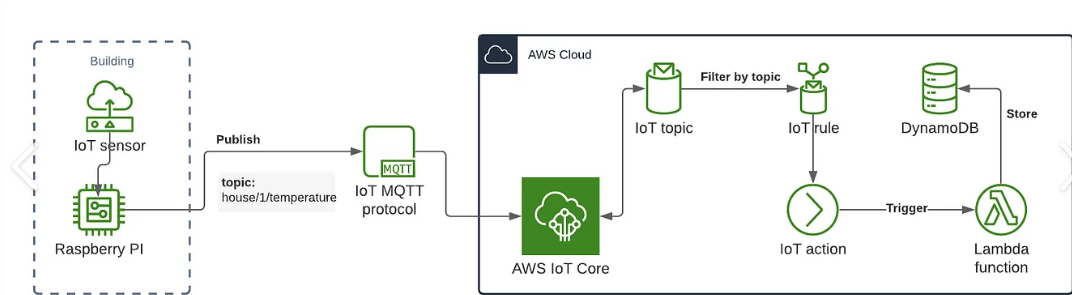 Building
IoT sensor
Raspberry PI
Publish
topic:
house/1/temperature
MQTT
IoT MQTT
protocol
AWS Cloud
AWS IoT Core
IoT topic
Filter by topic
IoT rule
IoT action
Trigger
Lambda
function
Store
DynamoDB